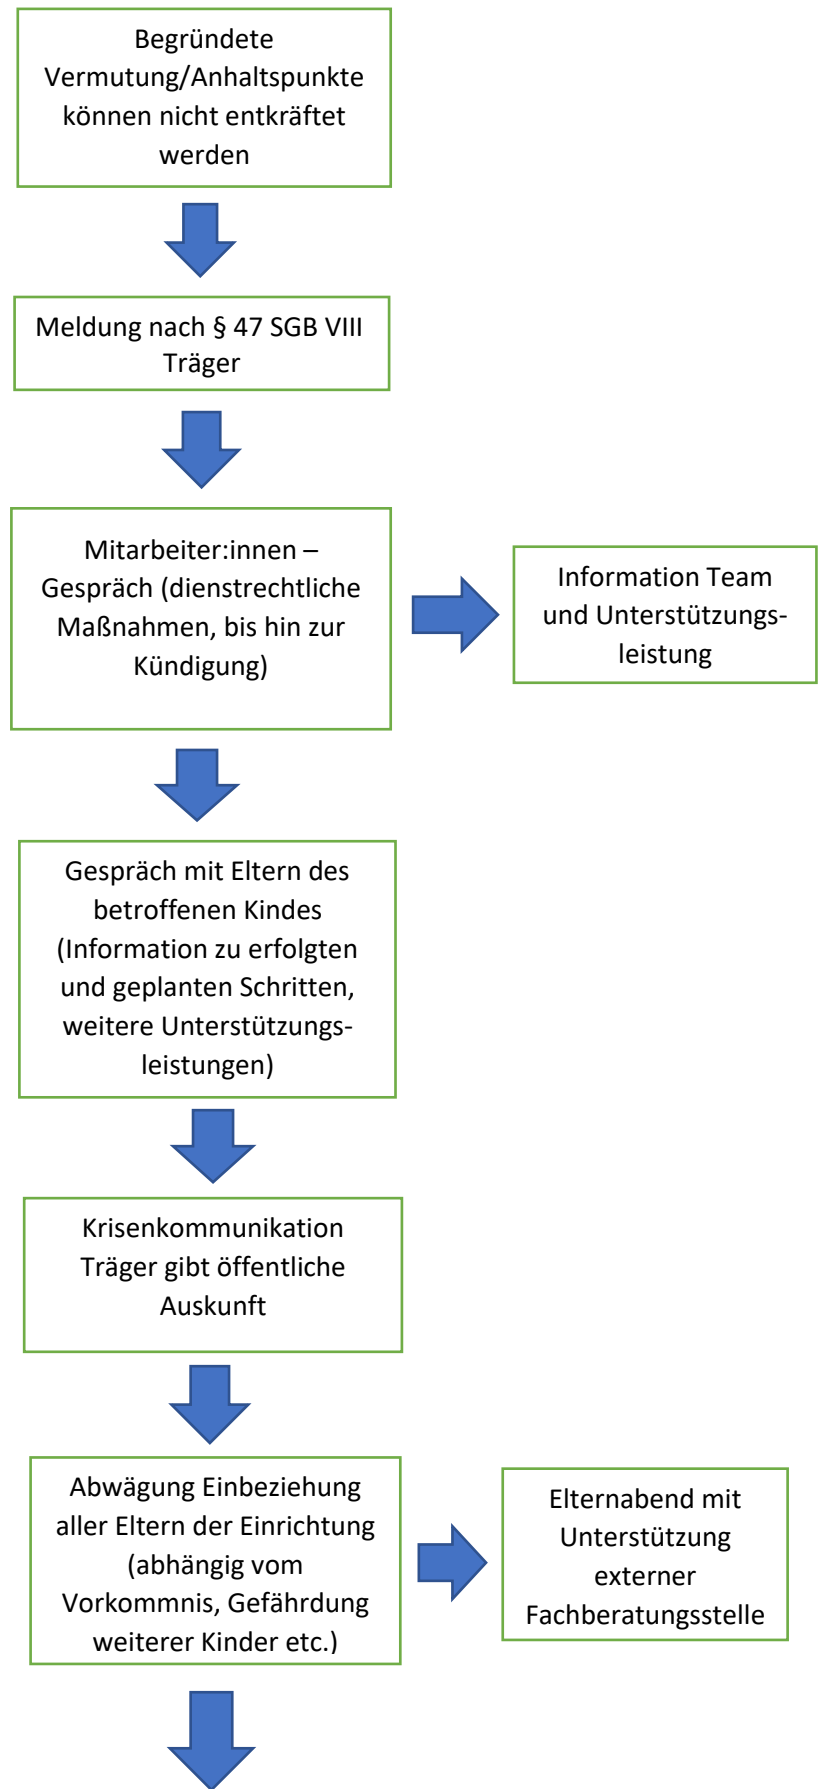 Begründete
Vermutung/Anhaltspunkte
können nicht entkräftet
werden
Meldung nach § 47 SGB VIII
Träger
Mitarbeiter:innen –
Gespräch (dienstrechtliche
Maßnahmen, bis hin zur
Kündigung)
Information Team
und Unterstützungs-
leistung
Gespräch mit Eltern des
betroffenen Kindes
(Information zu erfolgten
und geplanten Schritten,
weitere Unterstützungs-
leistungen)
Krisenkommunikation
Träger gibt öffentliche
Auskunft
Abwägung Einbeziehung
aller Eltern der Einrichtung
(abhängig vom
Vorkommnis, Gefährdung
weiterer Kinder etc.)
Elternabend mit
Unterstützung
externer
Fachberatungsstelle